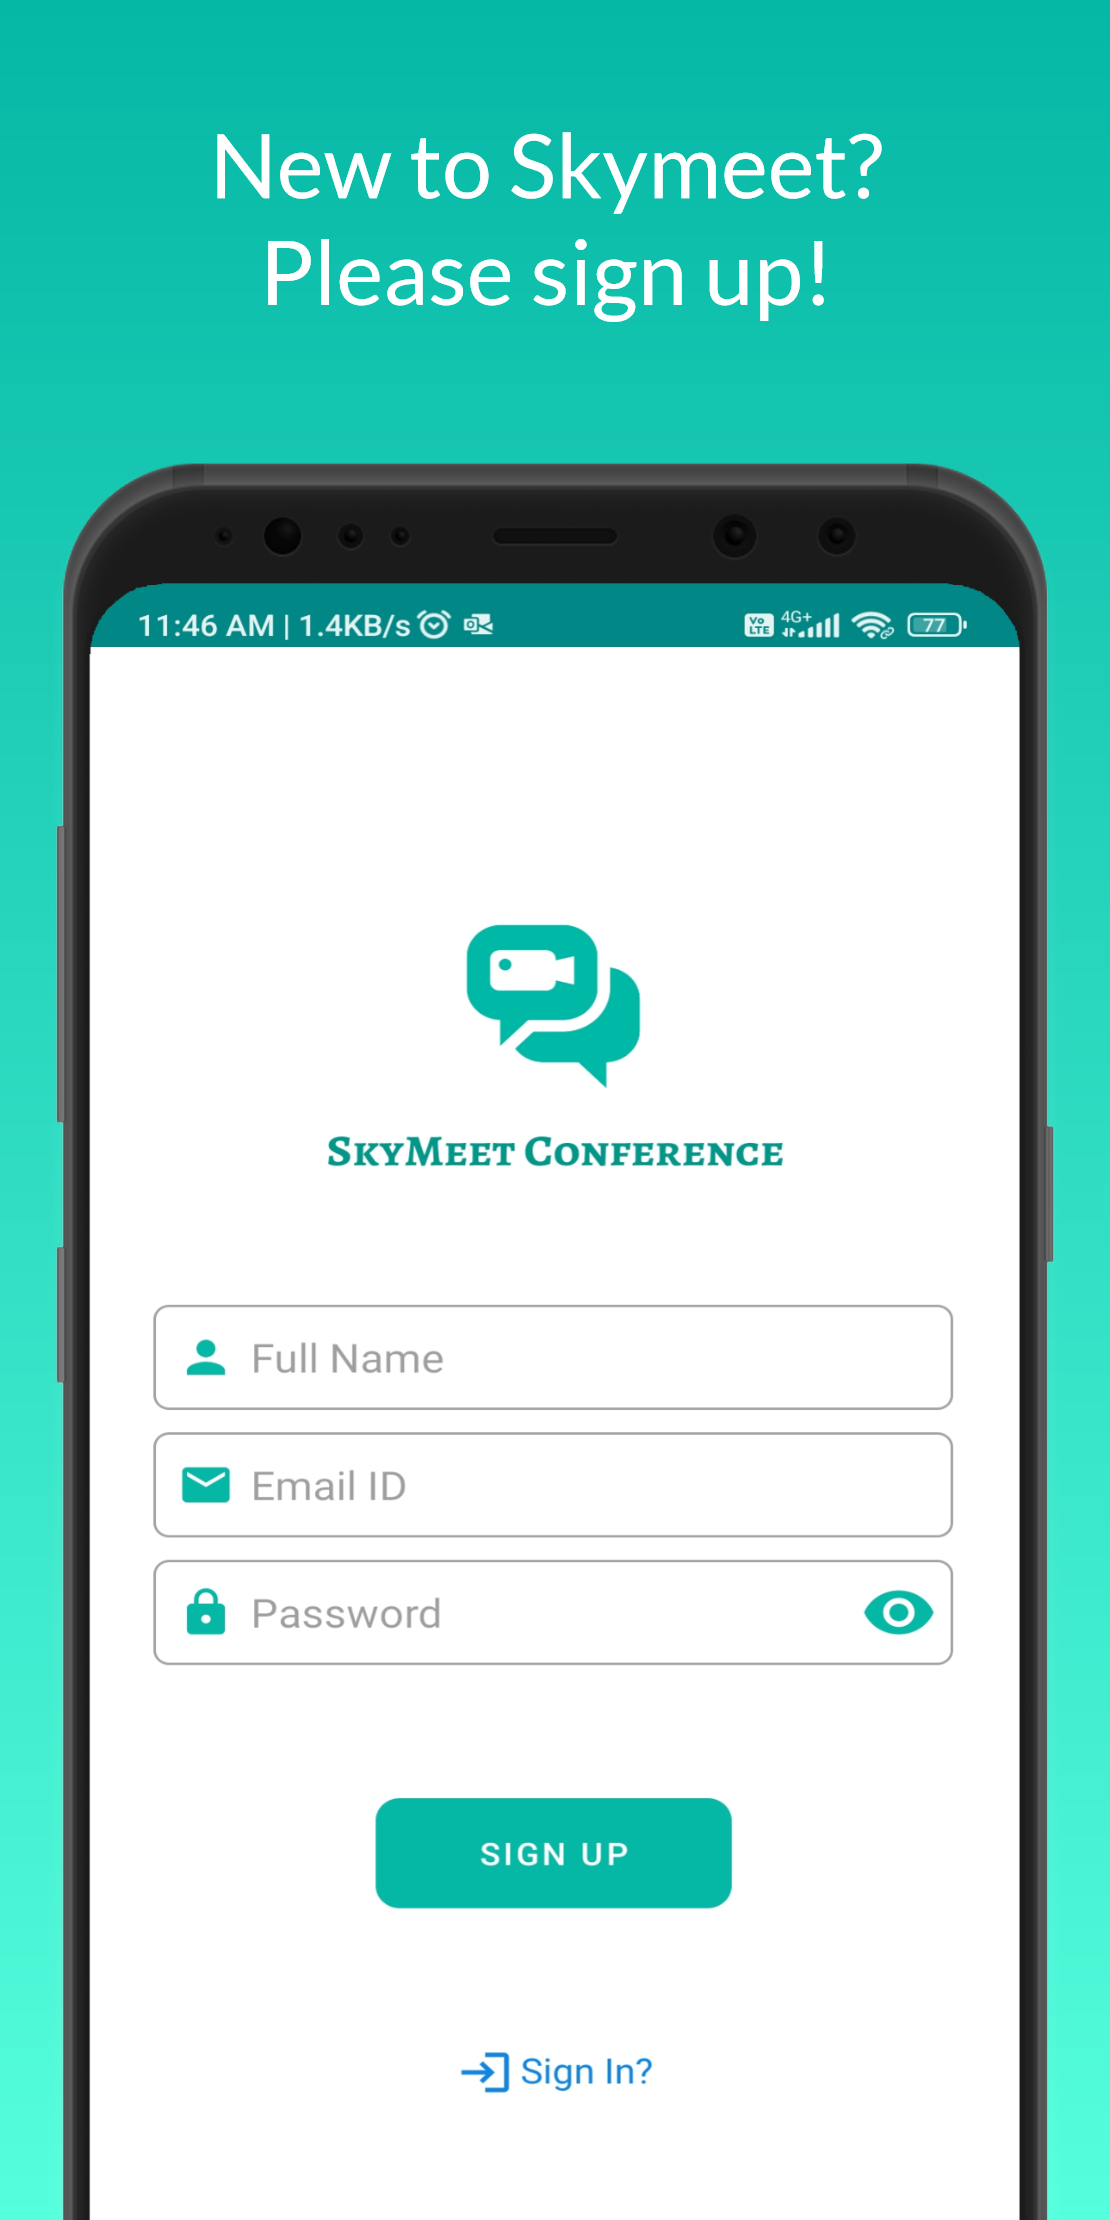 New to Skymeet?
Please sign up!
11:46 AM | 1.4KB/s Vo LTE 4G+ 77
SkyMeet Conference
Full Name
Email ID
Password
SIGN UP
Sign In?